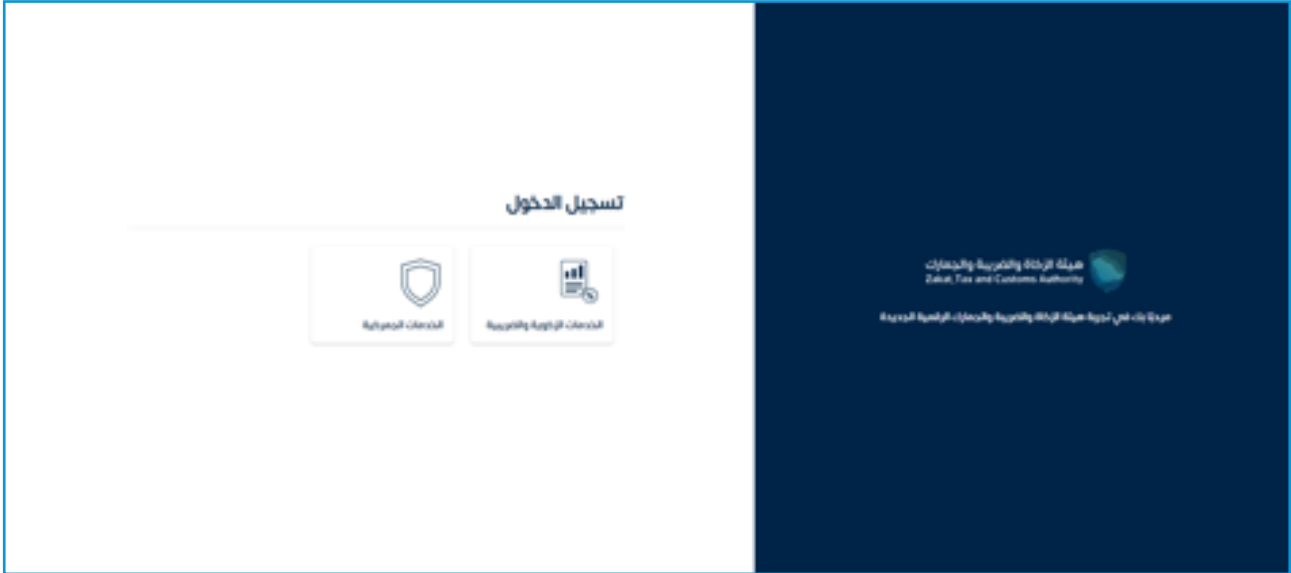 هيئة الزكاة والضريبة والجمارك
Zakat, Tax and Customs Authority
مرحبًا بك في تجربة هيئة الزكاة والضريبة والجمارك الرقمية الجديدة
تسجيل الدخول
الخدمات الزكوية والضريبية
الخدمات الجمركية